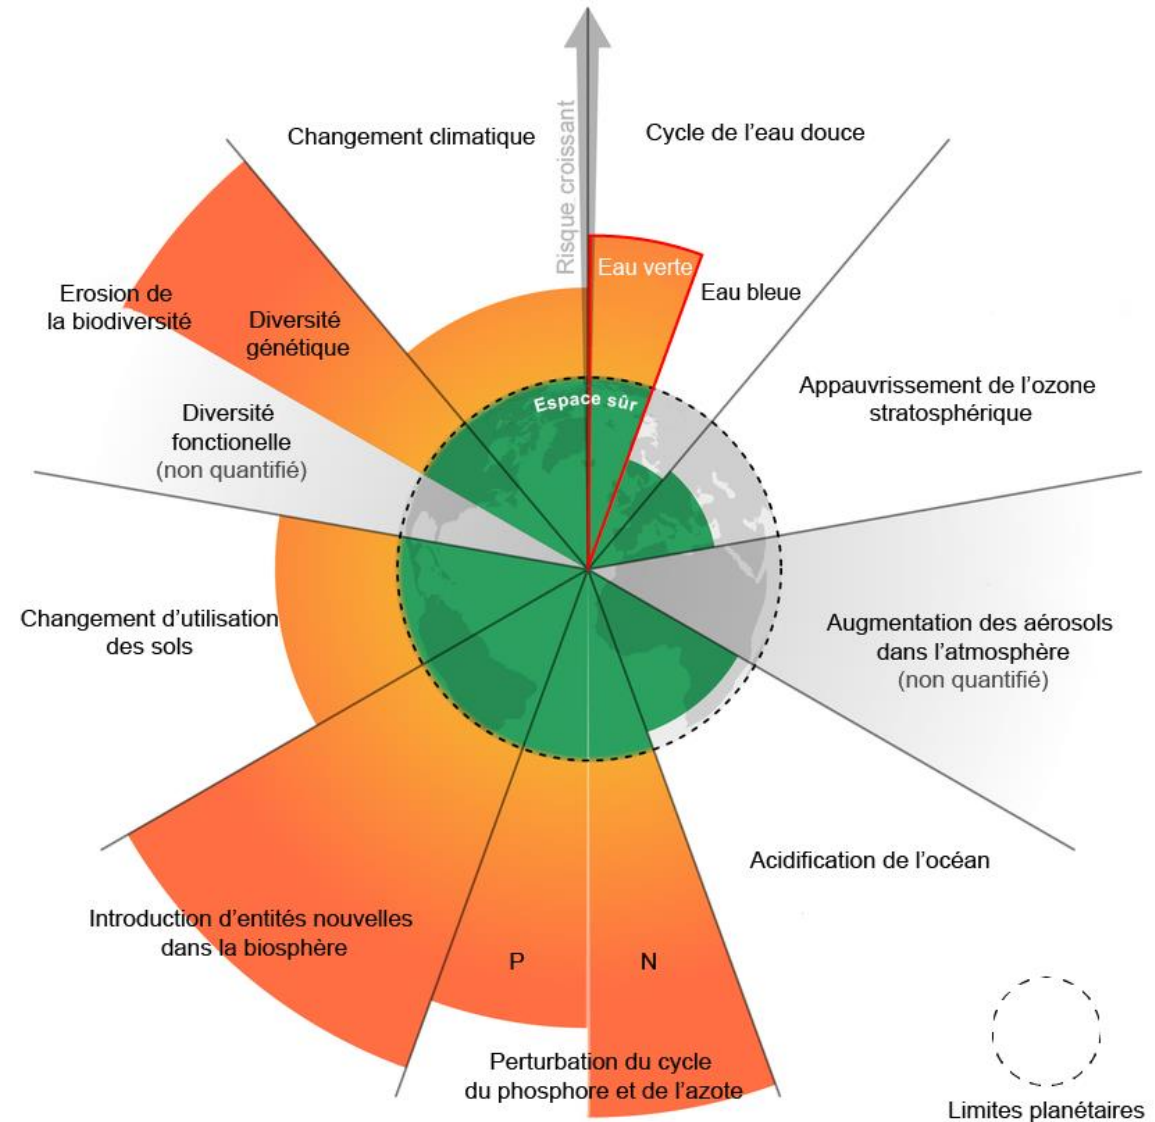 Changement climatique
Cycle de l'eau douce
Risque croissant
Eau verte
Eau bleue
Erosion de
la biodiversité
Diversité
génétique
Appauvrissement de l'ozone
stratosphérique
Espace sûr
Diversité
fonctionelle
(non quantifié)
Changement d'utilisation
des sols
Augmentation des aérosols
dans l'atmosphère
(non quantifié)
Acidification de l'océan
Introduction d'entités nouvelles
dans la biosphère
P
N
Perturbation du cycle
du phosphore et de l'azote
Limites planétaires